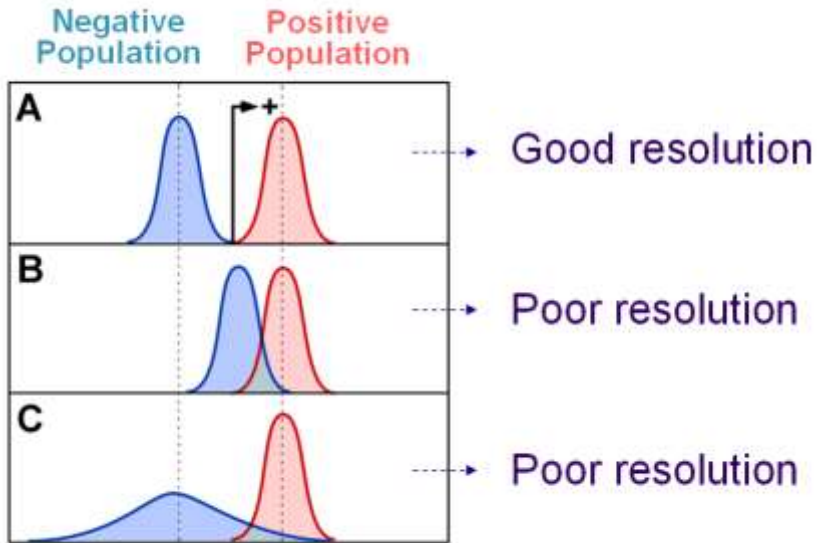 Negative
Population
Positive
Population
A
+
Good resolution
B
Poor resolution
C
Poor resolution